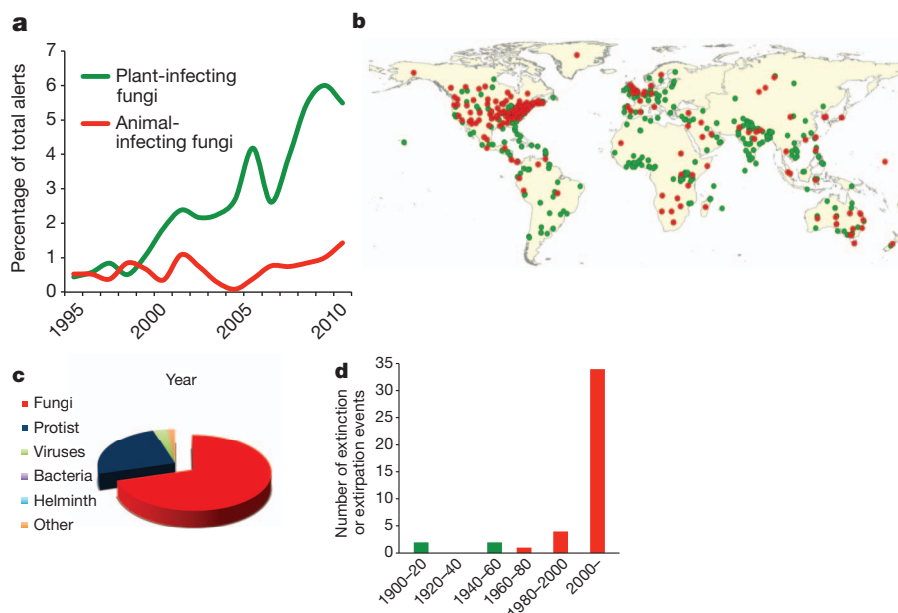 a
Percentage of total alerts
7
6
5
4
3
2
1
0
Plant-infecting
fungi
Animal-
infecting fungi
1995
2000
2005
2010
Year
b
c
Fungi
Protist
Viruses
Bacteria
Helminth
Other
d
Number of extinction
or extirpation events
35
30
25
20
15
10
5
0
1900–20
1920–40
1940–60
1960–80
1980–2000
2000–